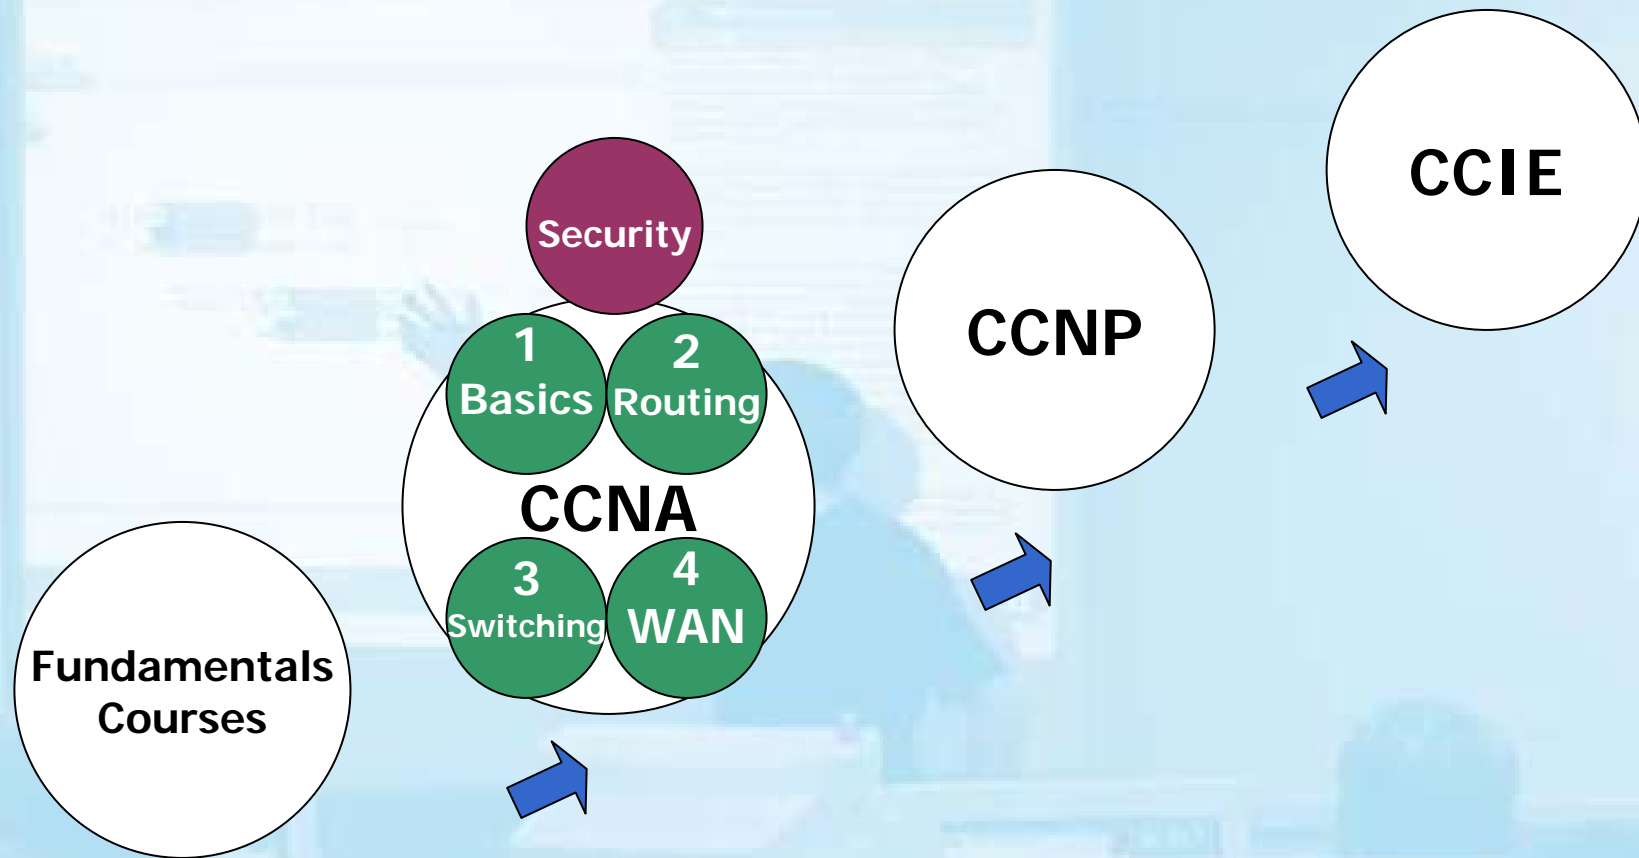 CCIE
Security
CCNP
1
Basics
2
Routing
CCNA
3
Switching
4
WAN
Fundamentals
Courses